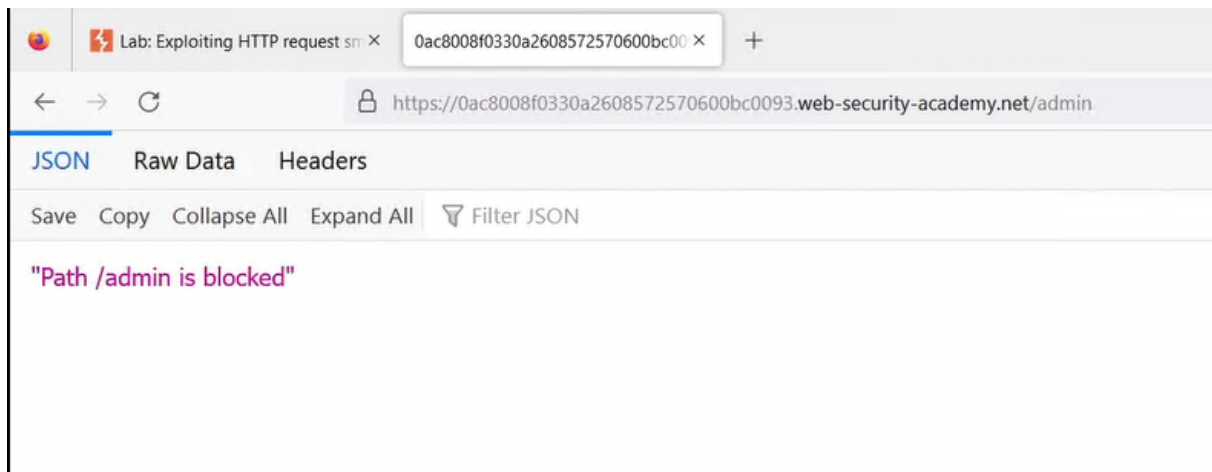 Lab: Exploiting HTTP request sm
0ac8008f0330a2608572570600bc00
https://0ac8008f0330a2608572570600bc0093.web-security-academy.net/admin
JSON Raw Data Headers
Save Copy Collapse All Expand All Filter JSON
"Path /admin is blocked"